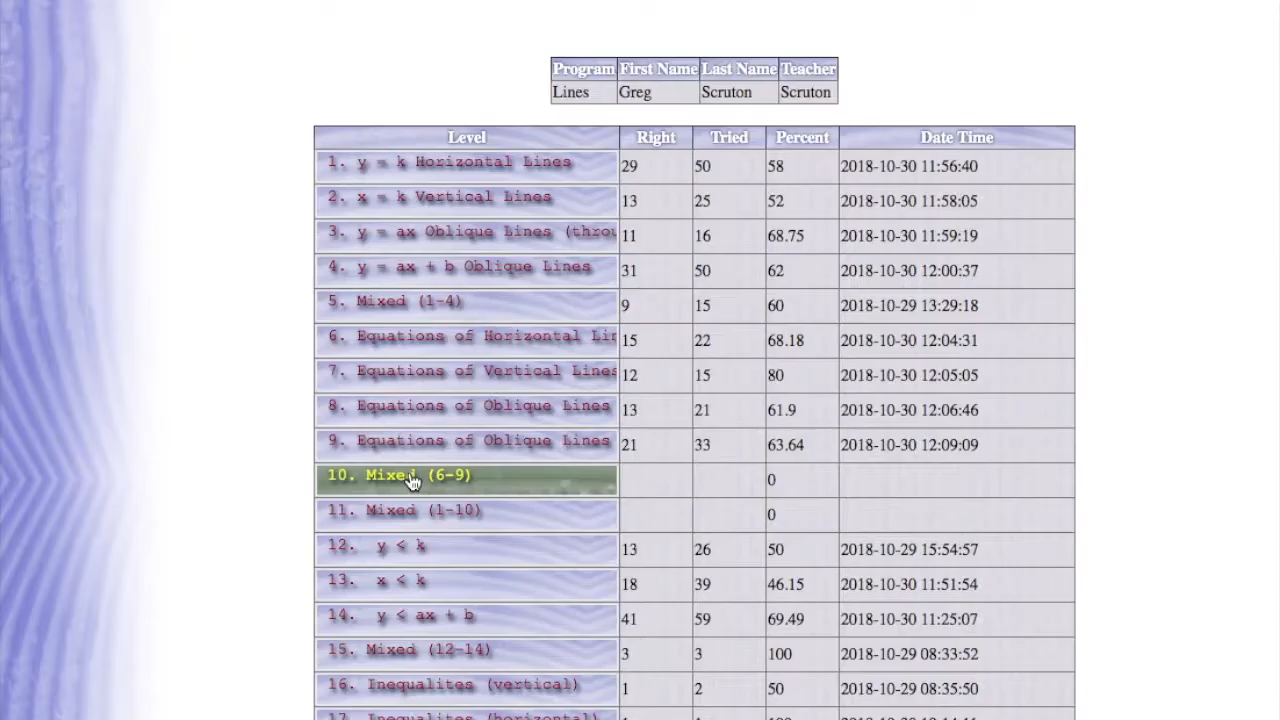 Program First Name Last Name Teacher
Lines Greg Scruton Scruton
Level Right Tried Percent Date Time
1. y = k Horizontal Lines 29 50 58 2018-10-30 11:56:40
2. x = k Vertical Lines 13 25 52 2018-10-30 11:58:05
3. y = ax Oblique Lines (throu 11 16 68.75 2018-10-30 11:59:19
4. y = ax + b Oblique Lines 31 50 62 2018-10-30 12:00:37
5. Mixed (1-4) 9 15 60 2018-10-29 13:29:18
6. Equations of Horizontal Lin 15 22 68.18 2018-10-30 12:04:31
7. Equations of Vertical Lines 12 15 80 2018-10-30 12:05:05
8. Equations of Oblique Lines 13 21 61.9 2018-10-30 12:06:46
9. Equations of Oblique Lines 21 33 63.64 2018-10-30 12:09:09
10. Mixed (6-9) 0
11. Mixed (1-10) 0
12. y < k 13 26 50 2018-10-29 15:54:57
13. x < k 18 39 46.15 2018-10-30 11:51:54
14. y < ax + b 41 59 69.49 2018-10-30 11:25:07
15. Mixed (12-14) 3 3 100 2018-10-29 08:33:52
16. Inequalites (vertical) 1 2 50 2018-10-29 08:35:50
17. Inequalites (horizontal)